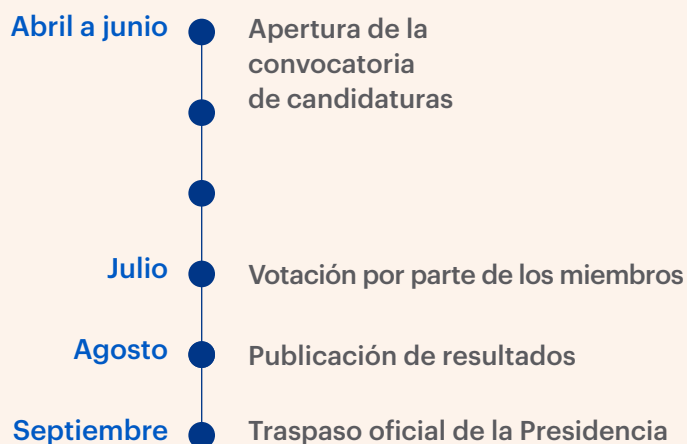 Abril a junio
Apertura de la
convocatoria
de candidaturas
Julio
Votación por parte de los miembros
Agosto
Publicación de resultados
Septiembre
Traspaso oficial de la Presidencia